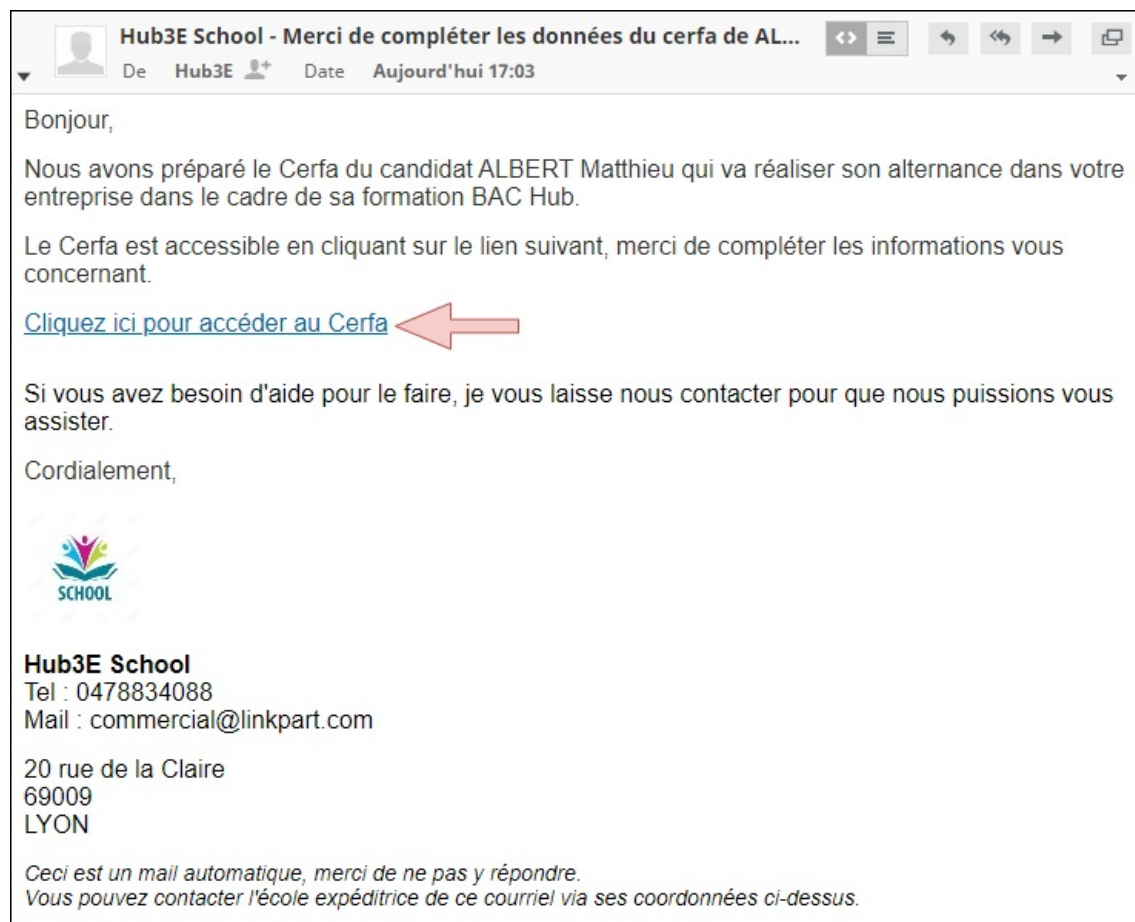 Hub3E School - Merci de compléter les données du cerfa de AL...
De Hub3E Date Aujourd'hui 17:03
Bonjour,
Nous avons préparé le Cerfa du candidat ALBERT Matthieu qui va réaliser son alternance dans votre
entreprise dans le cadre de sa formation BAC Hub.
Le Cerfa est accessible en cliquant sur le lien suivant, merci de compléter les informations vous
concernant.
Cliquez ici pour accéder au Cerfa
Si vous avez besoin d'aide pour le faire, je vous laisse nous contacter pour que nous puissions vous
assister.
Cordialement,
SCHOOL
Hub3E School
Tel : 0478834088
Mail : commercial@linkpart.com
20 rue de la Claire
69009
LYON
Ceci est un mail automatique, merci de ne pas y répondre.
Vous pouvez contacter l'école expéditrice de ce courriel via ses coordonnées ci-dessus.